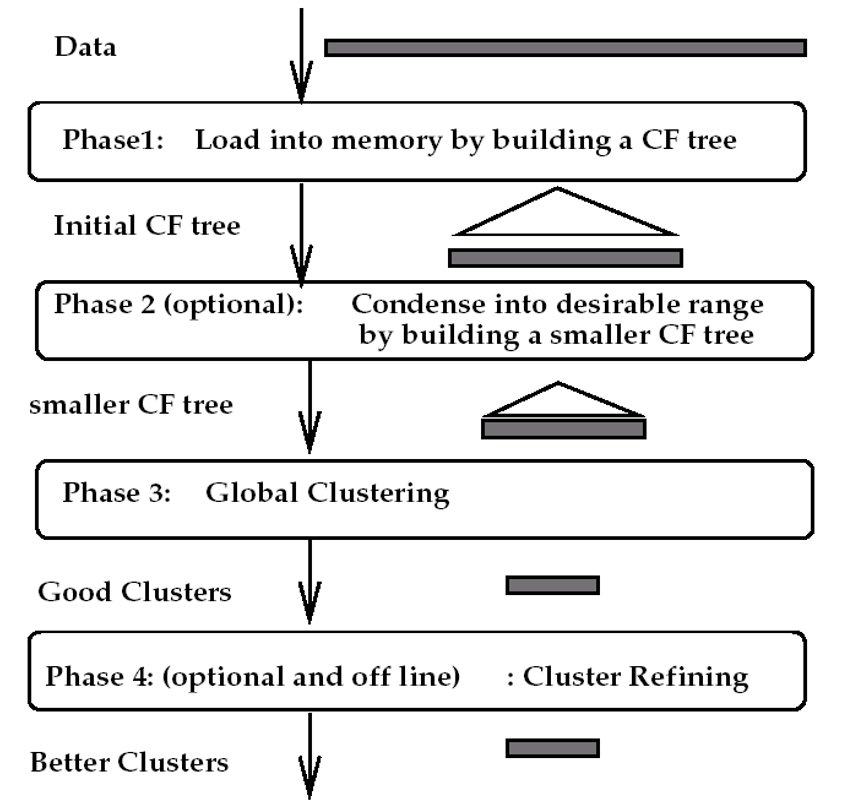 Data
Phase1: Load into memory by building a CF tree
Initial CF tree
Phase 2 (optional): Condense into desirable range
by building a smaller CF tree
smaller CF tree
Phase 3: Global Clustering
Good Clusters
Phase 4: (optional and off line) : Cluster Refining
Better Clusters